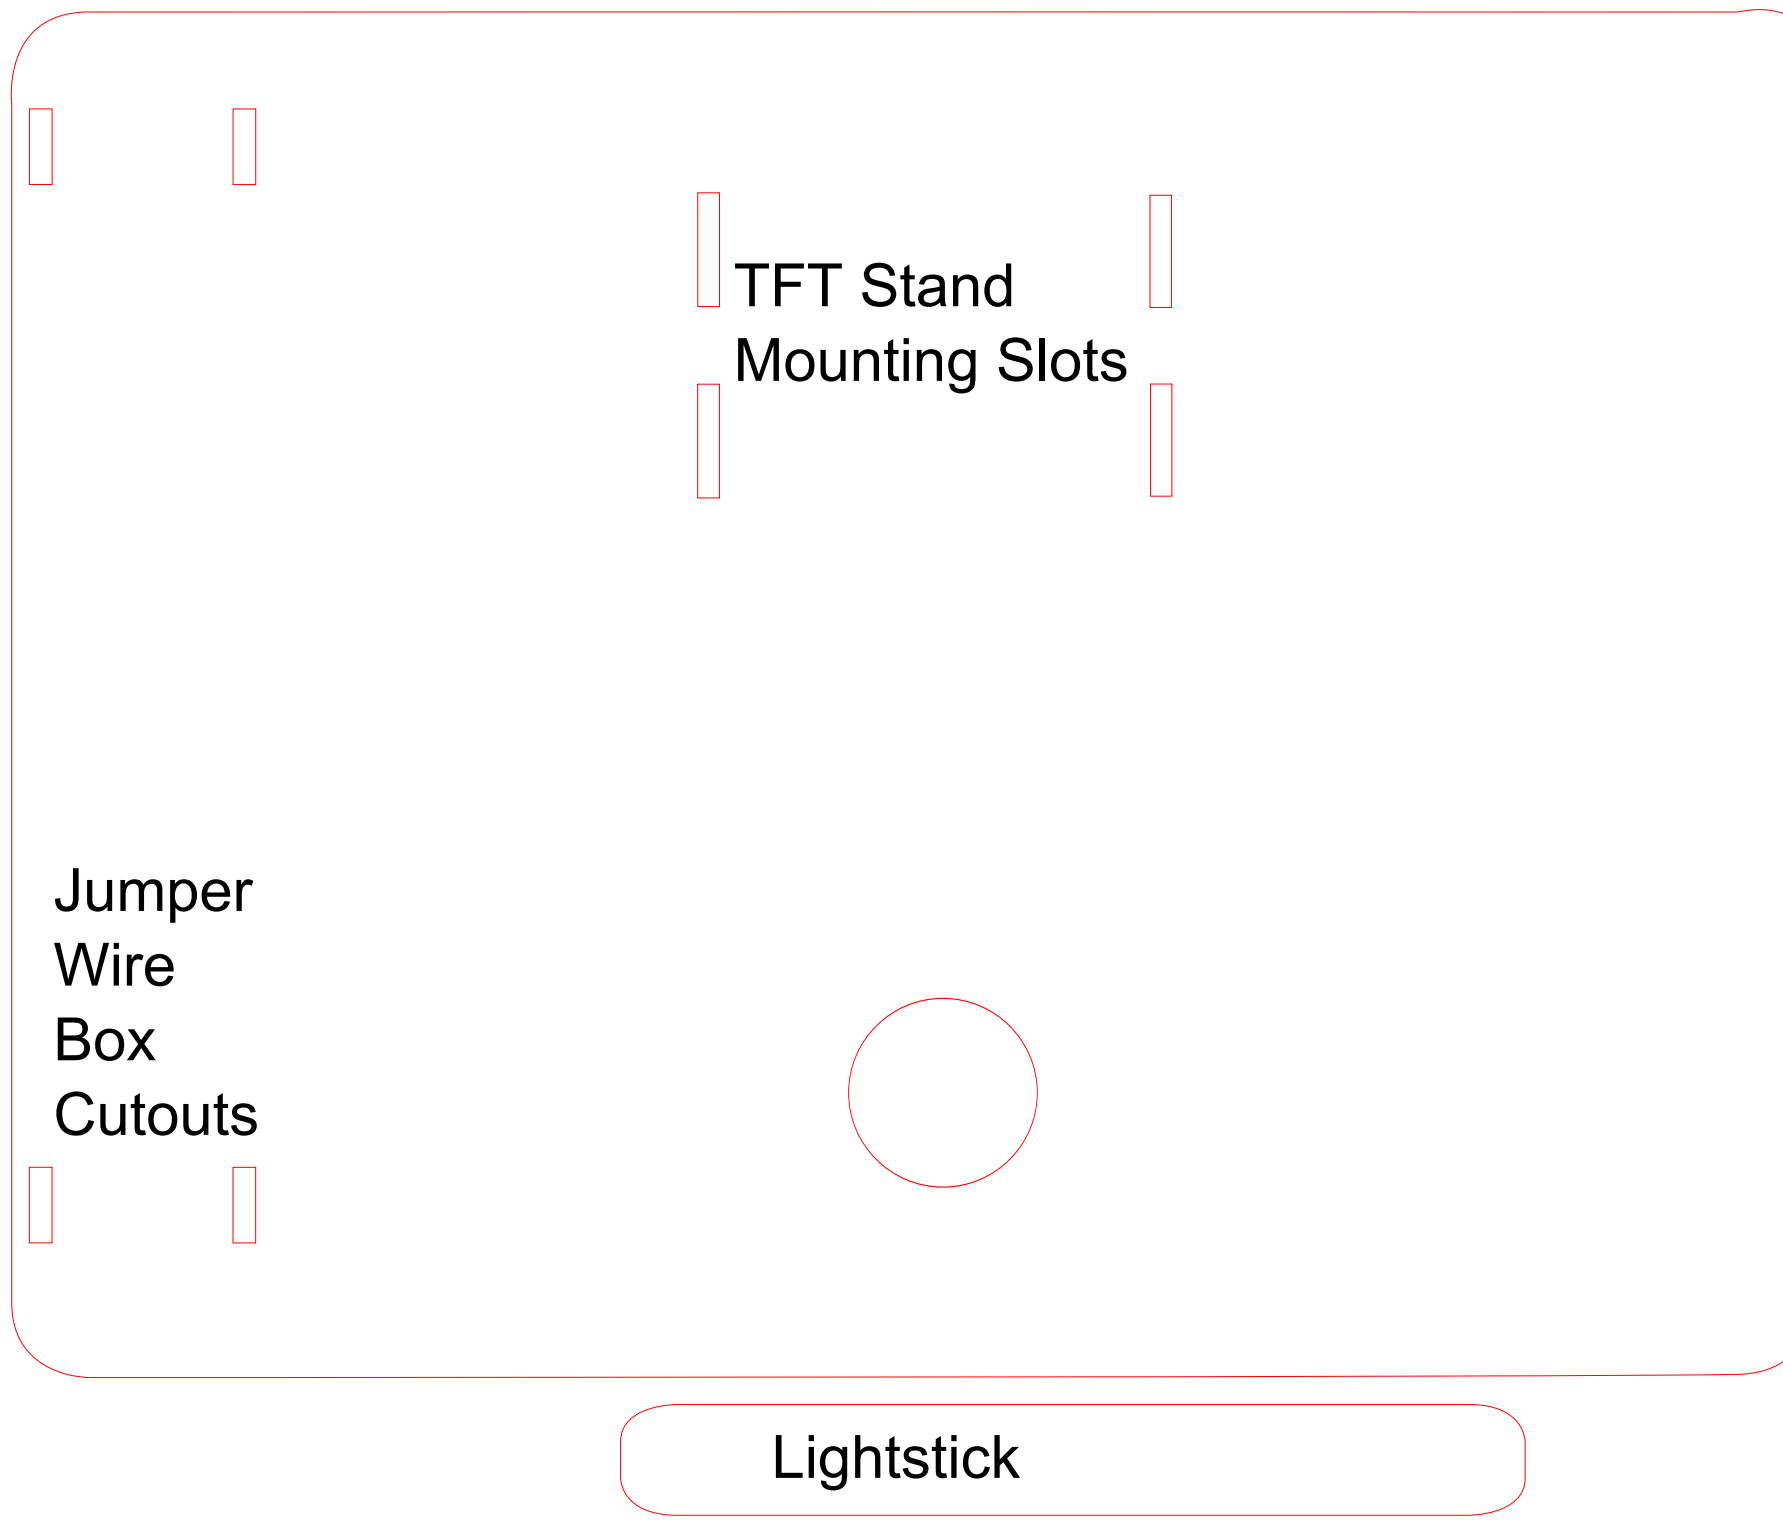 TFT Stand
Mounting Slots
Jumper
Wire
Box
Cutouts
Lightstick